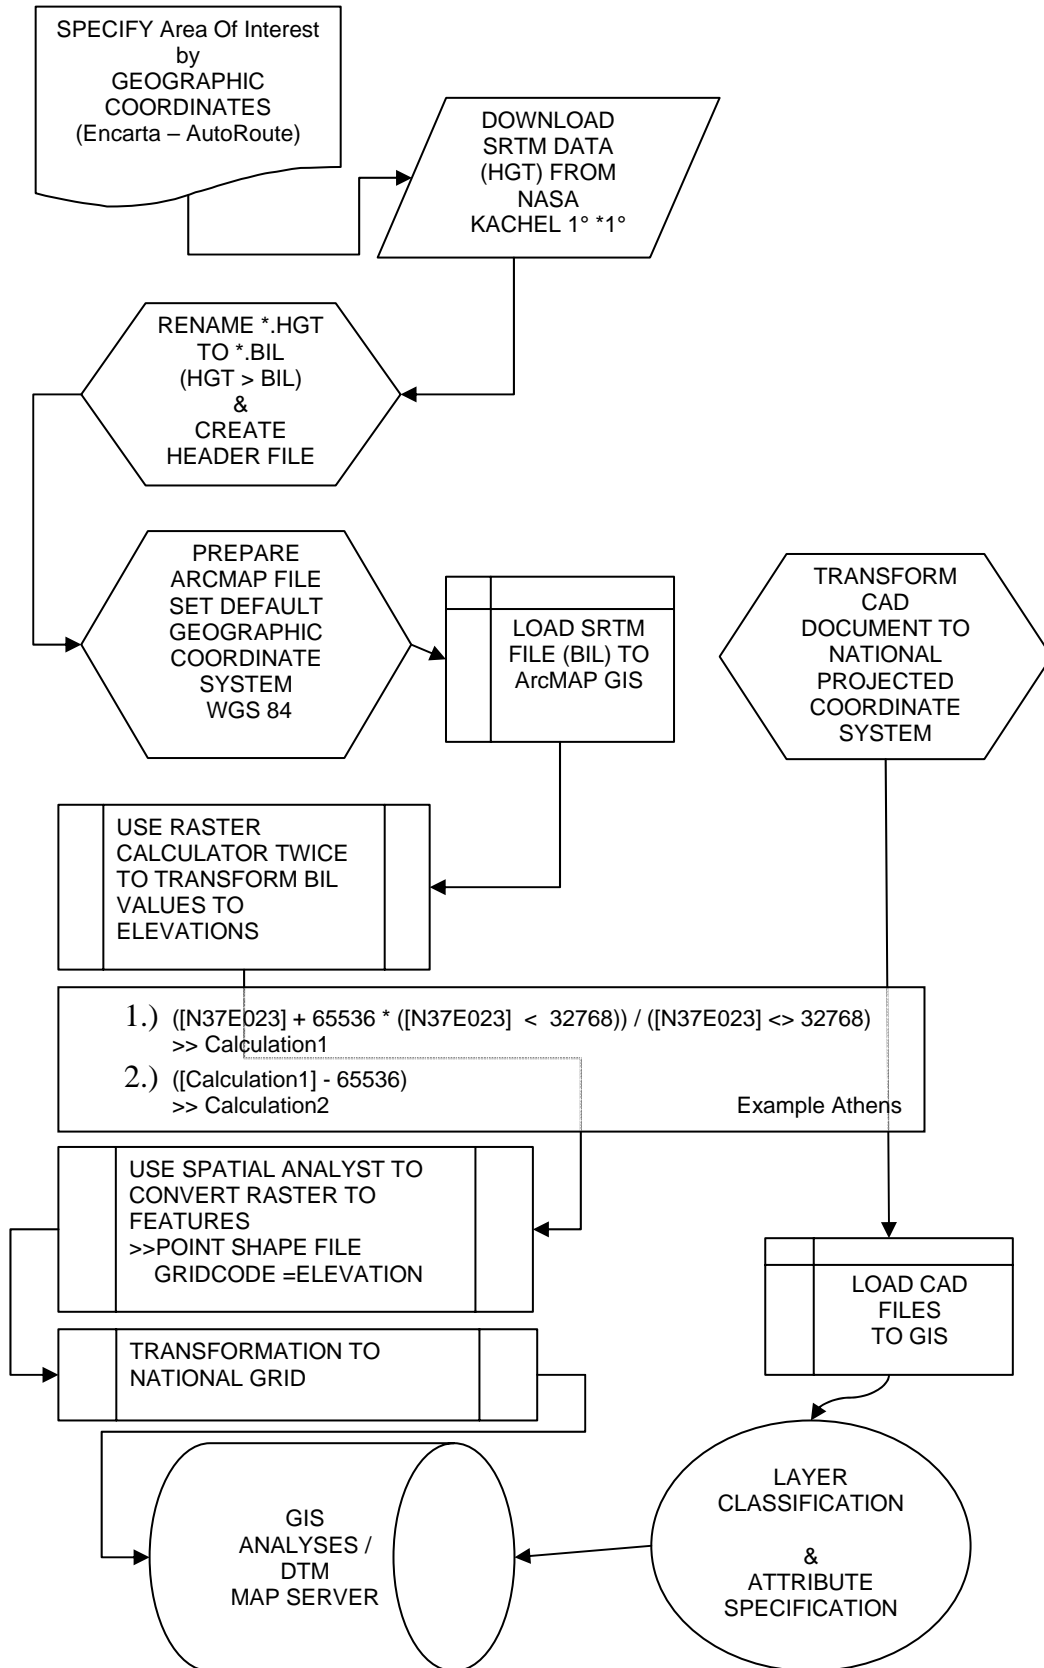 SPECIFY Area Of Interest
by
GEOGRAPHIC
COORDINATES
(Encarta – AutoRoute)
DOWNLOAD
SRTM DATA
(HGT) FROM
NASA
KACHEL 1° *1°
RENAME *.HGT
TO *.BIL
(HGT > BIL)
&
CREATE
HEADER FILE
PREPARE
ARCMAP FILE
SET DEFAULT
GEOGRAPHIC
COORDINATE
SYSTEM
WGS 84
LOAD SRTM
FILE (BIL) TO
ArcMAP GIS
TRANSFORM
CAD
DOCUMENT TO
NATIONAL
PROJECTED
COORDINATE
SYSTEM
USE RASTER
CALCULATOR TWICE
TO TRANSFORM BIL
VALUES TO
ELEVATIONS
1.) ([N37E023] + 65536 * ([N37E023] < 32768)) / ([N37E023] <> 32768)
>> Calculation1
2.) ([Calculation1] - 65536)
>> Calculation2
Example Athens
USE SPATIAL ANALYST TO
CONVERT RASTER TO
FEATURES
>>POINT SHAPE FILE
GRIDCODE =ELEVATION
LOAD CAD
FILES
TO GIS
TRANSFORMATION TO
NATIONAL GRID
LAYER
CLASSIFICATION
&
ATTRIBUTE
SPECIFICATION
GIS
ANALYSES /
DTM
MAP SERVER